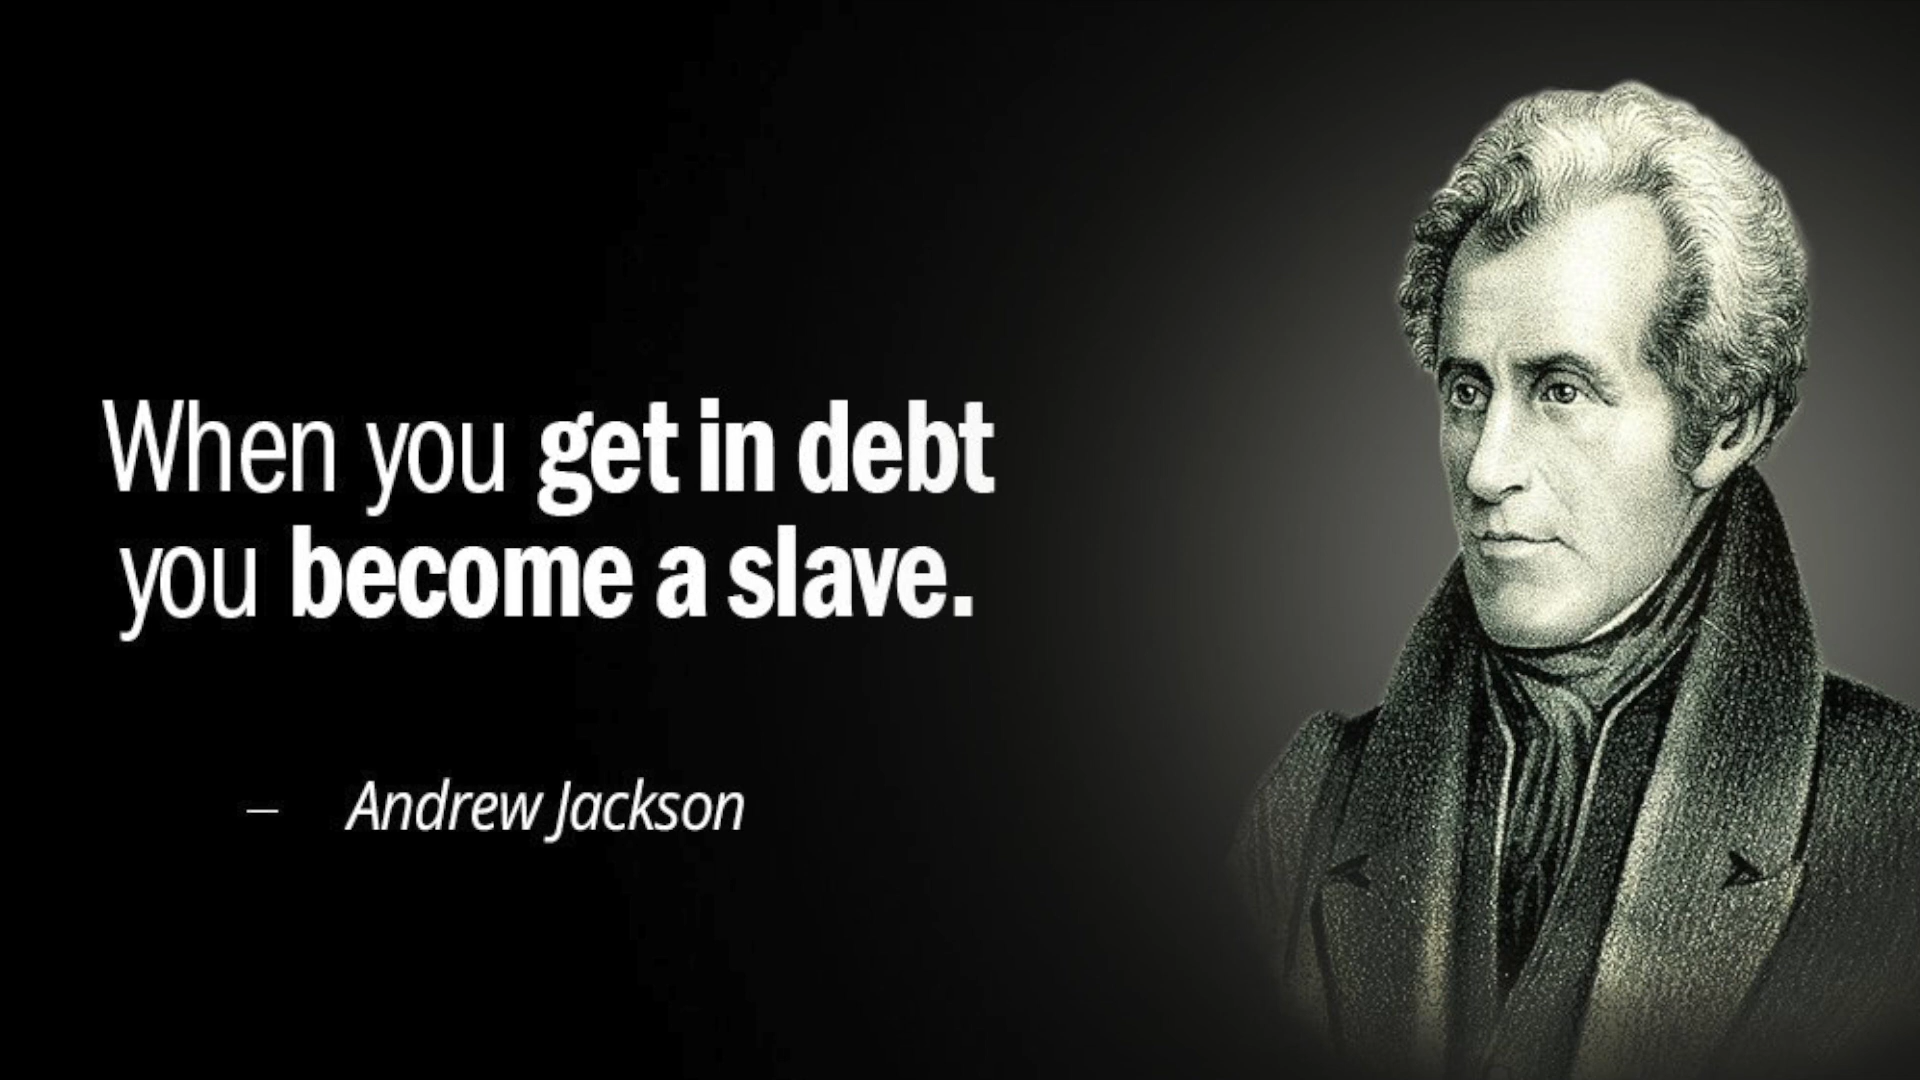 When you get in debt
you become a slave.
– Andrew Jackson